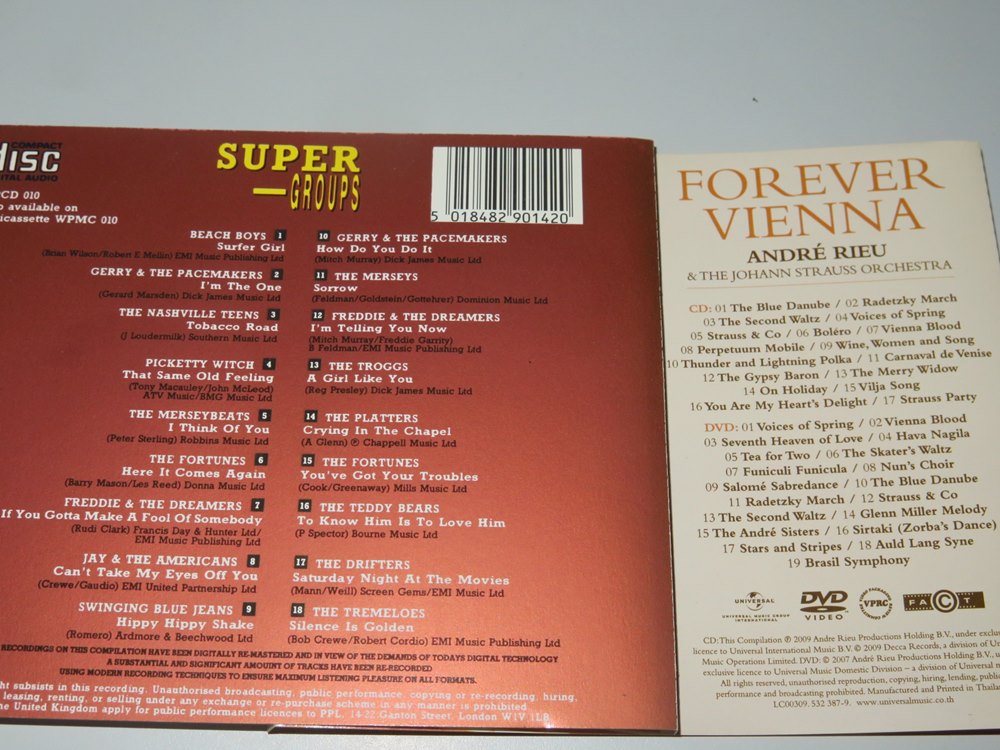 COMPACT
DISC
DIGITAL AUDIO
CD 010
available on
icassette WPMC 010
SUPER
GROUPS
5 018482 901420
BEACH BOYS 1
Surfer Girl
(Brian Wilson/Robert E Mellin) EMI Music Publishing Ltd
GERRY & THE PACEMAKERS 2
I'm The One
(Gerard Marsden) Dick James Music Ltd
THE NASHVILLE TEENS 3
Tobacco Road
(J Loudermilk) Southern Music Ltd
PICKETTY WITCH 4
That Same Old Feeling
(Tony Macauley/John McLeod)
ATV Music/BMG Music Ltd
THE MERSEYBEATS 5
I Think Of You
(Peter Sterling) Robbins Music Ltd
THE FORTUNES 6
Here It Comes Again
(Barry Mason/Les Reed) Donna Music Ltd
FREDDIE & THE DREAMERS 7
If You Gotta Make A Fool Of Somebody
(Rudi Clark) Francis Day & Hunter Ltd/
EMI Music Publishing Ltd
JAY & THE AMERICANS 8
Can't Take My Eyes Off You
(Crewe/Gaudio) EMI United Partnership Ltd
SWINGING BLUE JEANS 9
Hippy Hippy Shake
(Romero) Ardmore & Beechwood Ltd
10 GERRY & THE PACEMAKERS
How Do You Do It
(Mitch Murray) Dick James Music Ltd
11 THE MERSEYS
Sorrow
(Feldman/Goldstein/Gottehrer) Dominion Music Ltd
12 FREDDIE & THE DREAMERS
I'm Telling You Now
(Mitch Murray/Freddie Garrity)
B Feldman/EMI Music Publishing Ltd
13 THE TROGGS
A Girl Like You
(Reg Presley) Dick James Music Ltd
14 THE PLATTERS
Crying In The Chapel
(A Glenn) ℗ Chappell Music Ltd
15 THE FORTUNES
You've Got Your Troubles
(Cook/Greenaway) Mills Music Ltd
16 THE TEDDY BEARS
To Know Him Is To Love Him
(P Spector) Bourne Music Ltd
17 THE DRIFTERS
Saturday Night At The Movies
(Mann/Weill) Screen Gems/EMI Music Ltd
18 THE TREMELOES
Silence Is Golden
(Bob Crewe/Robert Cordio) EMI Music Publishing Ltd
RECORDINGS ON THIS COMPILATION HAVE BEEN DIGITALLY RE-MASTERED AND IN VIEW OF THE DEMANDS OF TODAYS DIGITAL TECHNOLOGY
A SUBSTANTIAL AND SIGNIFICANT AMOUNT OF TRACKS HAVE BEEN RE-RECORDED
USING MODERN RECORDING TECHNIQUES TO ENSURE MAXIMUM LISTENING PLEASURE ON ALL FORMATS.
ght subsists in this recording. Unauthorised broadcasting, public performance, copying or re-recording, hiring,
leasing, renting, or selling under any exchange or re-purchase scheme in any manner is prohibited.
the United Kingdom apply for public performance licences to PPL, 14-22 Ganton Street, London W1V 1LB
FOREVER
VIENNA
ANDRÉ RIEU
& THE JOHANN STRAUSS ORCHESTRA
CD: 01 The Blue Danube / 02 Radetzky March
03 The Second Waltz / 04 Voices of Spring
05 Strauss & Co / 06 Boléro / 07 Vienna Blood
08 Perpetuum Mobile / 09 Wine, Women and Song
10 Thunder and Lightning Polka / 11 Carnaval de Venise
12 The Gypsy Baron / 13 The Merry Widow
14 On Holiday / 15 Vilja Song
16 You Are My Heart's Delight / 17 Strauss Party
DVD: 01 Voices of Spring / 02 Vienna Blood
03 Seventh Heaven of Love / 04 Hava Nagila
05 Tea for Two / 06 The Skater's Waltz
07 Funiculi Funicula / 08 Nun's Choir
09 Salomé Sabredance / 10 The Blue Danube
11 Radetzky March / 12 Strauss & Co
13 The Second Waltz / 14 Glenn Miller Melody
15 The André Sisters / 16 Sirtaki (Zorba's Dance)
17 Stars and Stripes / 18 Auld Lang Syne
19 Brasil Symphony
UNIVERSAL
UNIVERSAL MUSIC GROUP
INTERNATIONAL
DVD
VIDEO
VPRC
FACT
CD: This Compilation ℗ 2009 Andre Rieu Productions Holding B.V., under exclu
licence to Universal International Music B.V. © 2009 Decca Records, a division of Un
Music Operations Limited. DVD: © 2007 André Rieu Productions Holding B.V.,
exclusive licence to Universal Music Domestic Division – a division of Universal m
All rights reserved, unauthorised reproduction, copying, hiring, lending, public
performance and broadcasting prohibited. Manufactured and Printed in Thaila
LC00309. 532 387-9. www.universalmusic.co.th